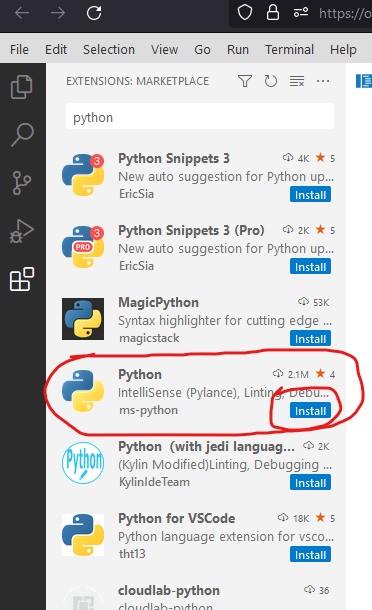 https://o
File Edit Selection View Go Run Terminal Help
EXTENSIONS: MARKETPLACE
python
Python Snippets 3 4K ★ 5
New auto suggestion for Python up...
EricSia Install
3
Python Snippets 3 (Pro) 2K ★ 5
New auto suggestion for Python up...
EricSia Install
3
PRO
MagicPython 53K
Syntax highlighter for cutting edge ...
magicstack Install
Python 2.1M ★ 4
IntelliSense (Pylance), Linting, Debu...
ms-python Install
Python (with jedi languag... 2K
(Kylin Modified)Linting, Debugging ...
KylinIdeTeam Install
Python
Python for VSCode 18K ★ 5
Python language extension for vsco...
tht13 Install
cloudlab-python 36